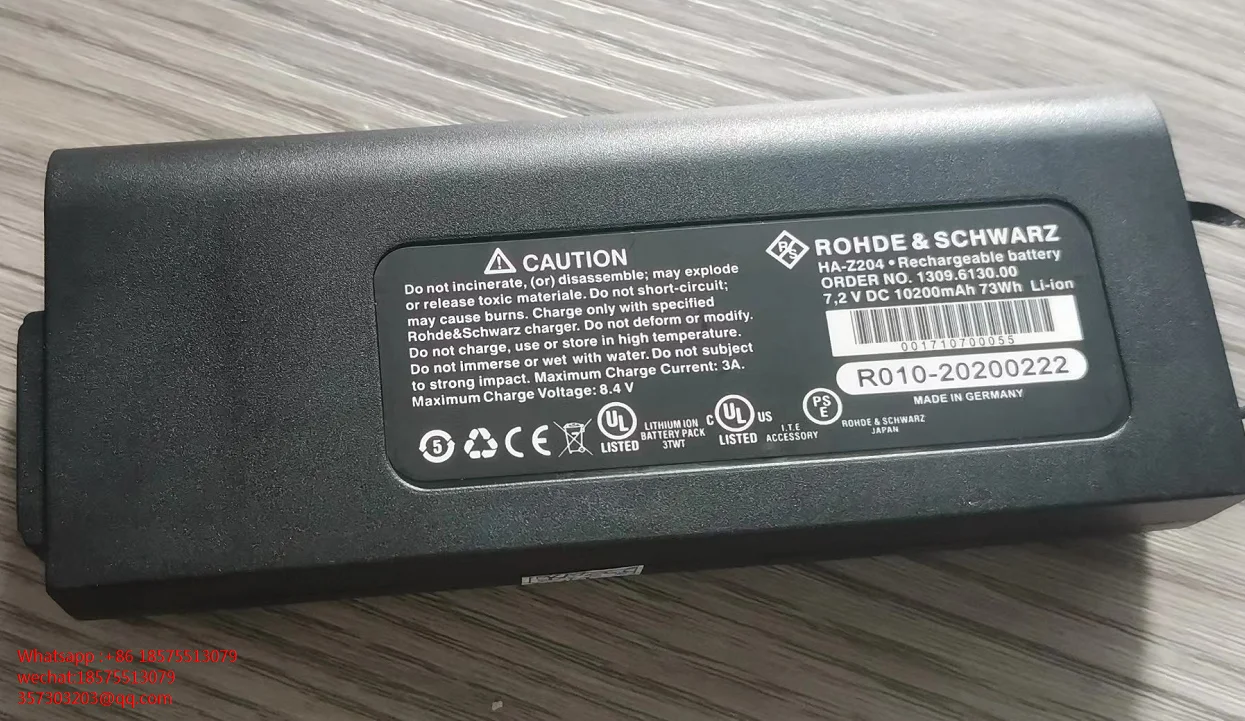 CAUTION
Do not incinerate, (or) disassemble; may explode
or release toxic materiale. Do not short-circuit;
may cause burns. Charge only with specified
Rohde&Schwarz charger. Do not deform or modify.
Do not charge, use or store in high temperature.
Do not immerse or wet with water. Do not subject
to strong impact. Maximum Charge Current: 3A.
Maximum Charge Voltage: 8.4 V
5
CE
UL
LISTED
LITHIUM ION
BATTERY PACK
3TWT
C UL US
LISTED
I.T.E
ACCESSORY
PS
E
ROHDE & SCHWARZ
JAPAN
R&S
ROHDE & SCHWARZ
HA-Z204 • Rechargeable battery
ORDER NO. 1309.6130.00
7,2 V DC 10200mAh 73Wh Li-ion
001710700055
R010-20200222
MADE IN GERMANY
Whatsapp :+86 18575513079
wechat:18575513079
357303203@qq.com